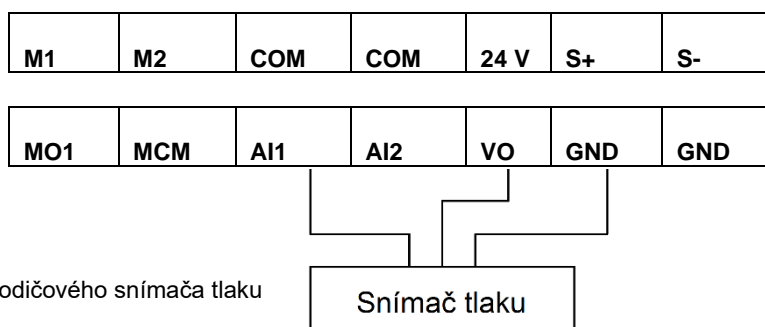 M1 M2 COM COM 24 V S+ S-
MO1 MCM AI1 AI2 VO GND GND
odičového snímača tlaku
Snímač tlaku